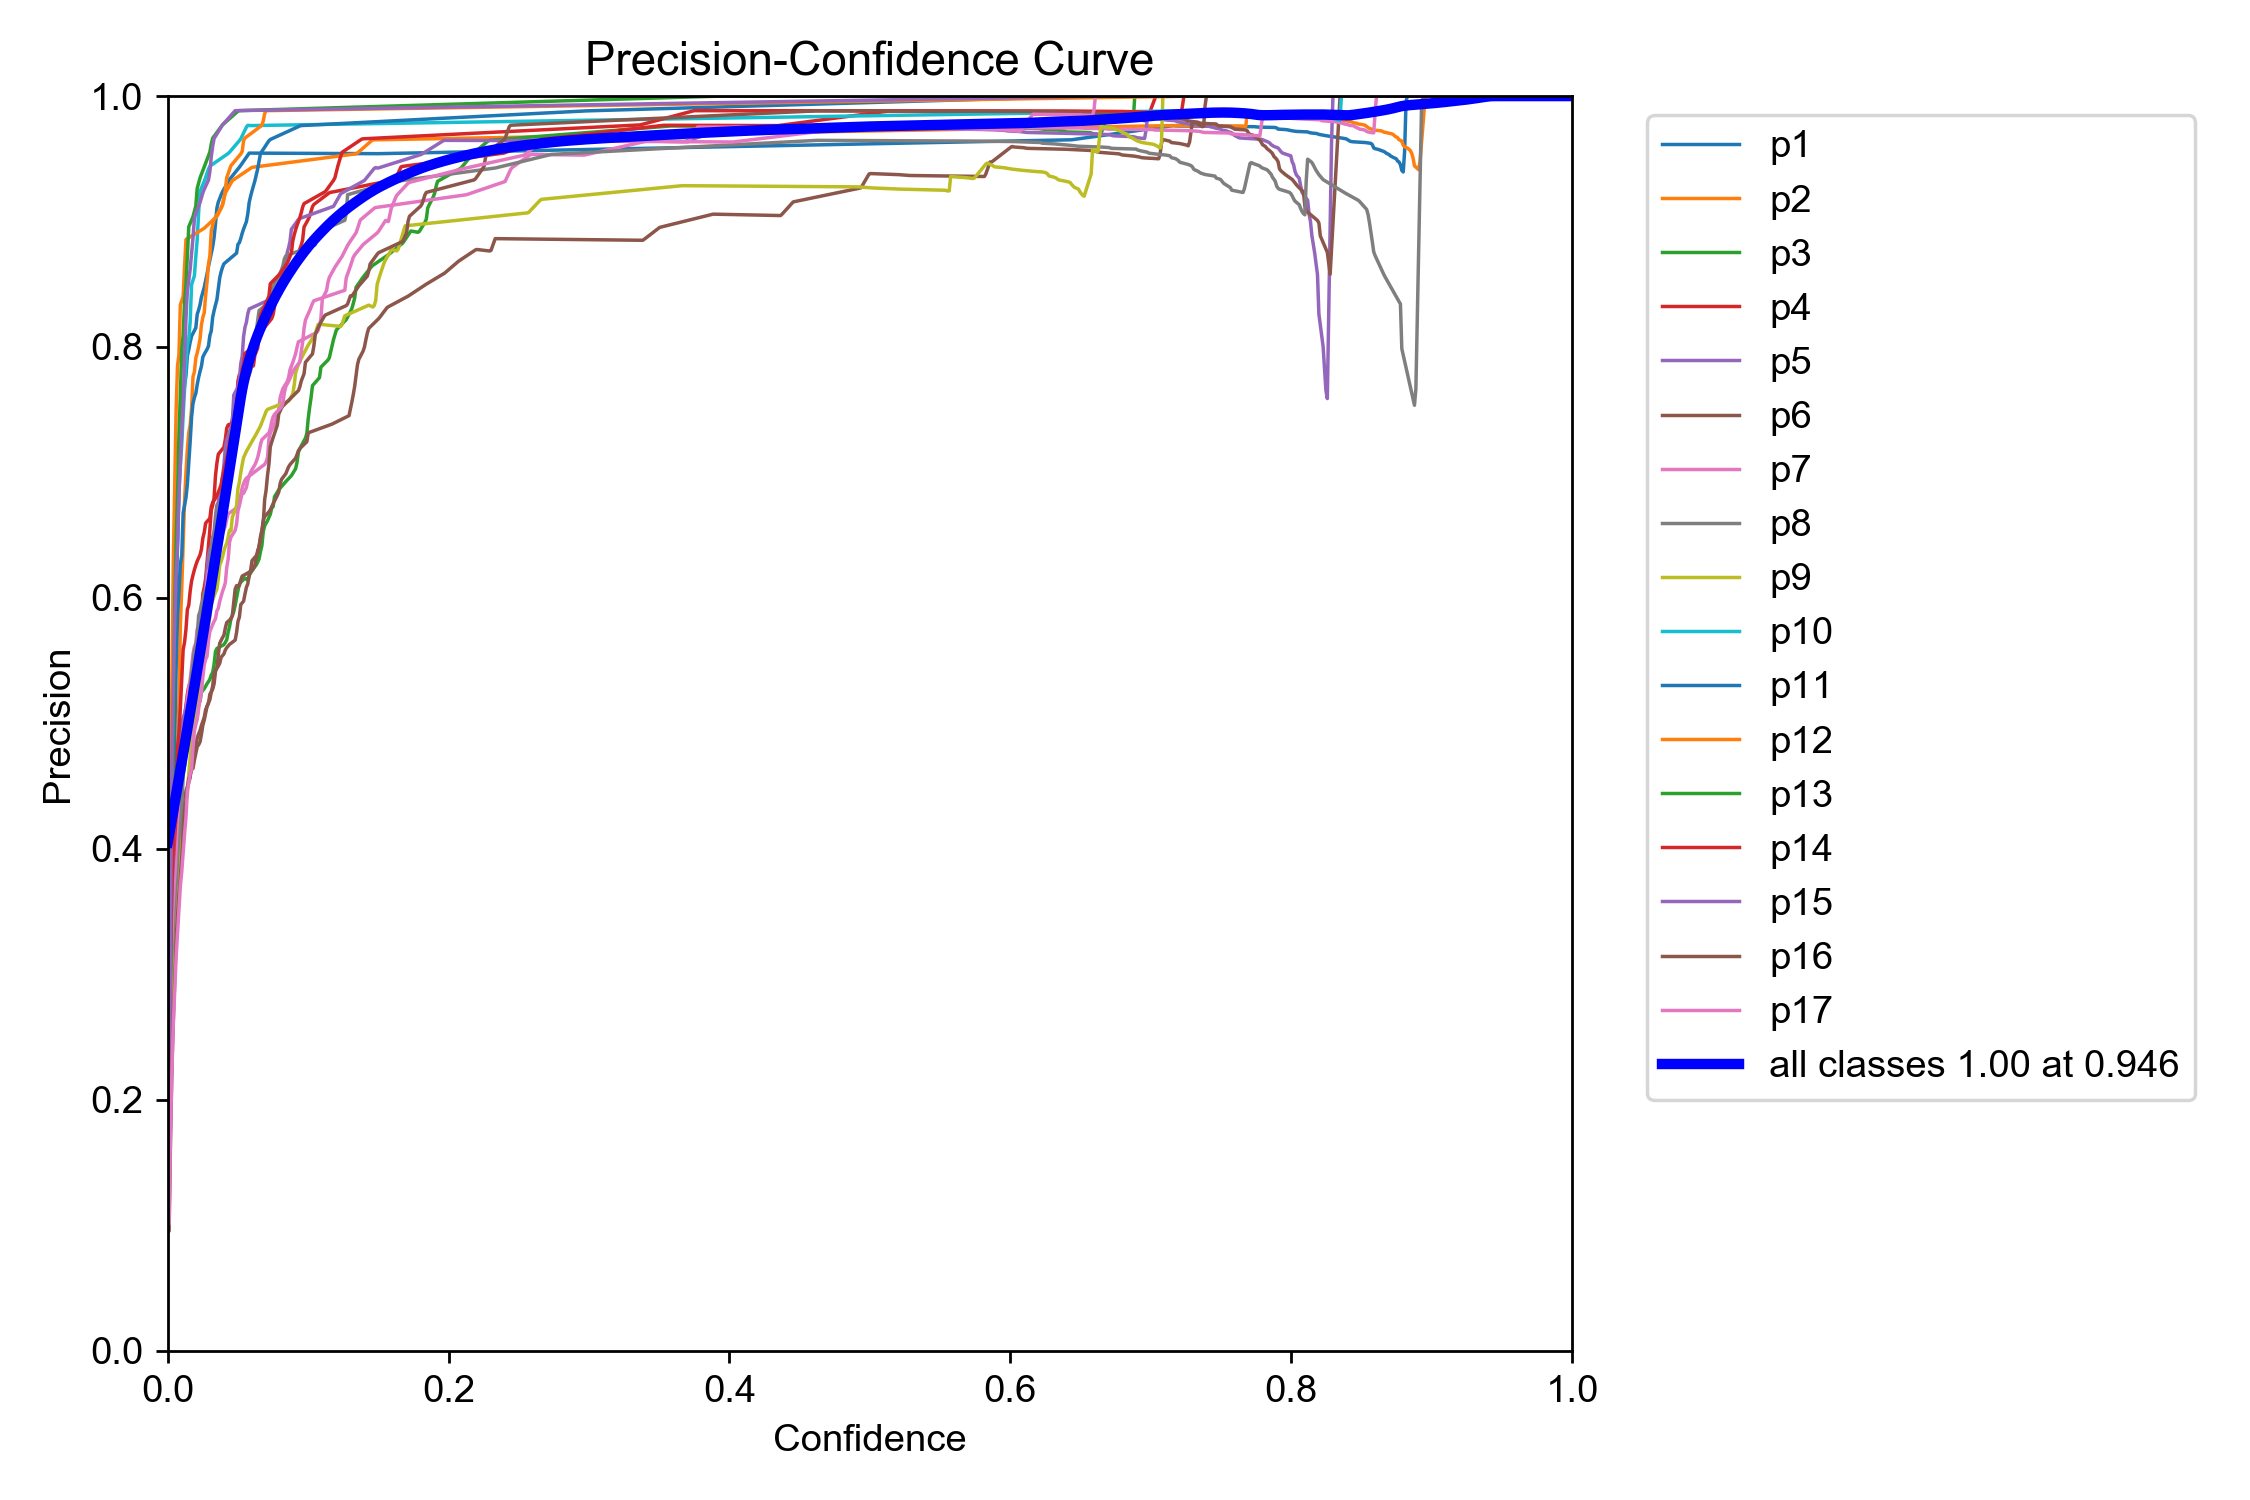 Precision-Confidence Curve
1.0
0.8
0.6
0.4
0.2
0.0
Precision
0.0 0.2 0.4 0.6 0.8 1.0
Confidence
p1
p2
p3
p4
p5
p6
p7
p8
p9
p10
p11
p12
p13
p14
p15
p16
p17
all classes 1.00 at 0.946